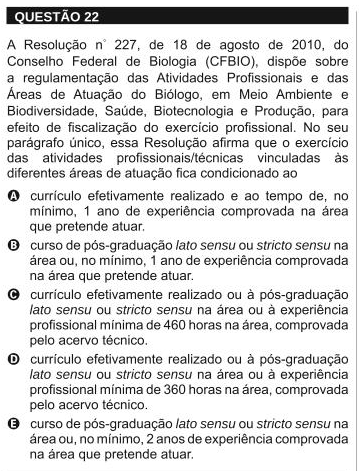 QUESTÃO 22
A Resolução n° 227, de 18 de agosto de 2010, do
Conselho Federal de Biologia (CFBIO), dispõe sobre
a regulamentação das Atividades Profissionais e das
Áreas de Atuação do Biólogo, em Meio Ambiente e
Biodiversidade, Saúde, Biotecnologia e Produção, para
efeito de fiscalização do exercício profissional. No seu
parágrafo único, essa Resolução afirma que o exercício
das atividades profissionais/técnicas vinculadas às
diferentes áreas de atuação fica condicionado ao
A currículo efetivamente realizado e ao tempo de, no
mínimo, 1 ano de experiência comprovada na área
que pretende atuar.
B curso de pós-graduação lato sensu ou stricto sensu na
área ou, no mínimo, 1 ano de experiência comprovada
na área que pretende atuar.
C currículo efetivamente realizado ou à pós-graduação
lato sensu ou stricto sensu na área ou à experiência
profissional mínima de 460 horas na área, comprovada
pelo acervo técnico.
D currículo efetivamente realizado ou à pós-graduação
lato sensu ou stricto sensu na área ou à experiência
profissional mínima de 360 horas na área, comprovada
pelo acervo técnico.
E curso de pós-graduação lato sensu ou stricto sensu na
área ou, no mínimo, 2 anos de experiência comprovada
na área que pretende atuar.